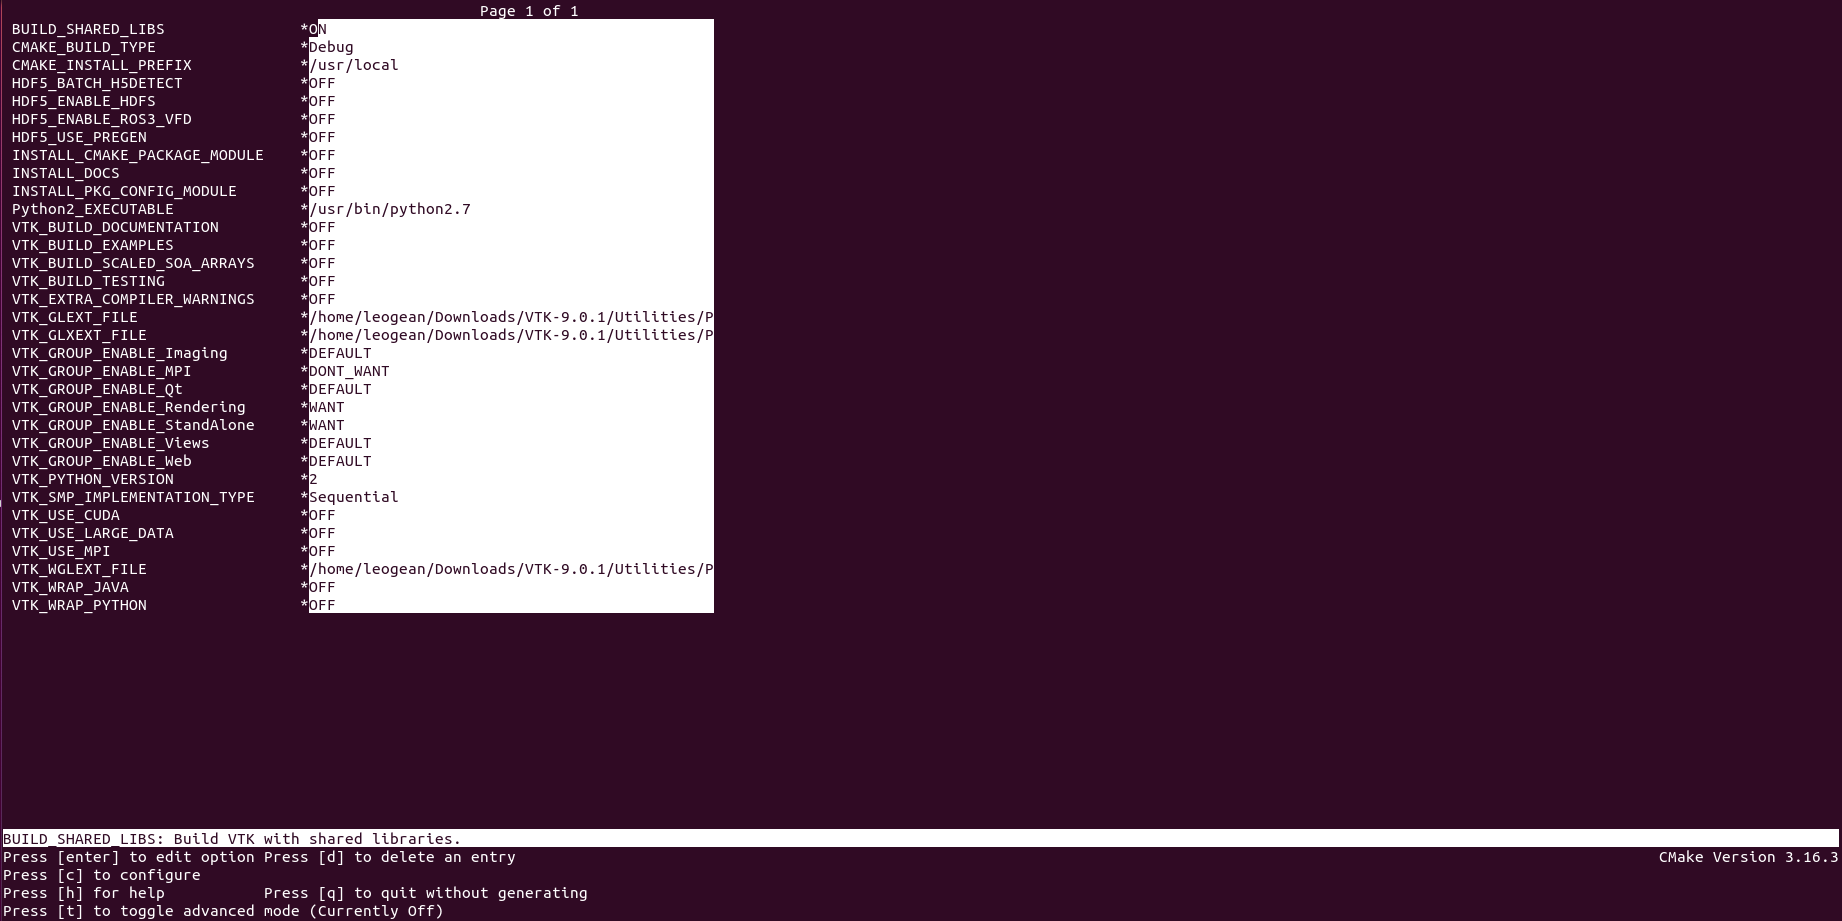 Page 1 of 1
BUILD_SHARED_LIBS *ON
CMAKE_BUILD_TYPE *Debug
CMAKE_INSTALL_PREFIX */usr/local
HDF5_BATCH_H5DETECT *OFF
HDF5_ENABLE_HDFS *OFF
HDF5_ENABLE_ROS3_VFD *OFF
HDF5_USE_PREGEN *OFF
INSTALL_CMAKE_PACKAGE_MODULE *OFF
INSTALL_DOCS *OFF
INSTALL_PKG_CONFIG_MODULE *OFF
Python2_EXECUTABLE */usr/bin/python2.7
VTK_BUILD_DOCUMENTATION *OFF
VTK_BUILD_EXAMPLES *OFF
VTK_BUILD_SCALED_SOA_ARRAYS *OFF
VTK_BUILD_TESTING *OFF
VTK_EXTRA_COMPILER_WARNINGS *OFF
VTK_GLEXT_FILE */home/leogean/Downloads/VTK-9.0.1/Utilities/P
VTK_GLXEXT_FILE */home/leogean/Downloads/VTK-9.0.1/Utilities/P
VTK_GROUP_ENABLE_Imaging *DEFAULT
VTK_GROUP_ENABLE_MPI *DONT_WANT
VTK_GROUP_ENABLE_Qt *DEFAULT
VTK_GROUP_ENABLE_Rendering *WANT
VTK_GROUP_ENABLE_StandAlone *WANT
VTK_GROUP_ENABLE_Views *DEFAULT
VTK_GROUP_ENABLE_Web *DEFAULT
VTK_PYTHON_VERSION *2
VTK_SMP_IMPLEMENTATION_TYPE *Sequential
VTK_USE_CUDA *OFF
VTK_USE_LARGE_DATA *OFF
VTK_USE_MPI *OFF
VTK_WGLEXT_FILE */home/leogean/Downloads/VTK-9.0.1/Utilities/P
VTK_WRAP_JAVA *OFF
VTK_WRAP_PYTHON *OFF
BUILD_SHARED_LIBS: Build VTK with shared libraries.
Press [enter] to edit option Press [d] to delete an entry CMake Version 3.16.3
Press [c] to configure
Press [h] for help Press [q] to quit without generating
Press [t] to toggle advanced mode (Currently Off)